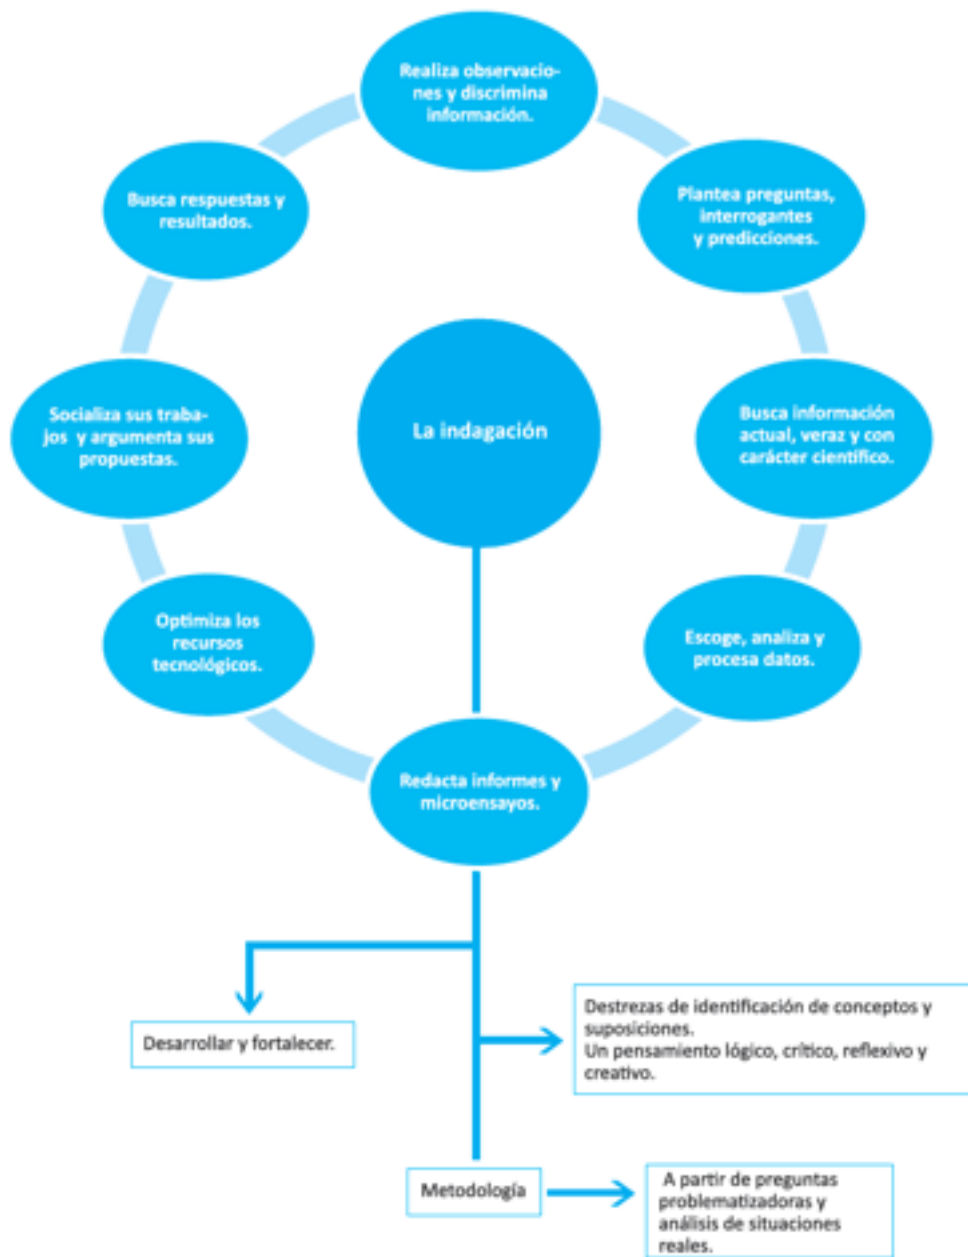 Realiza observacio-
nes y discrimina
información.
Plantea preguntas,
interrogantes
y predicciones.
Busca información
actual, veraz y con
carácter científico.
Escoge, analiza y
procesa datos.
Redacta informes y
microensayos.
Optimiza los
recursos
tecnológicos.
Socializa sus traba-
jos y argumenta sus
propuestas.
Busca respuestas y
resultados.
La indagación
Desarrollar y fortalecer.
Destrezas de identificación de conceptos y
suposiciones.
Un pensamiento lógico, crítico, reflexivo y
creativo.
Metodología
A partir de preguntas
problematizadoras y
análisis de situaciones
reales.